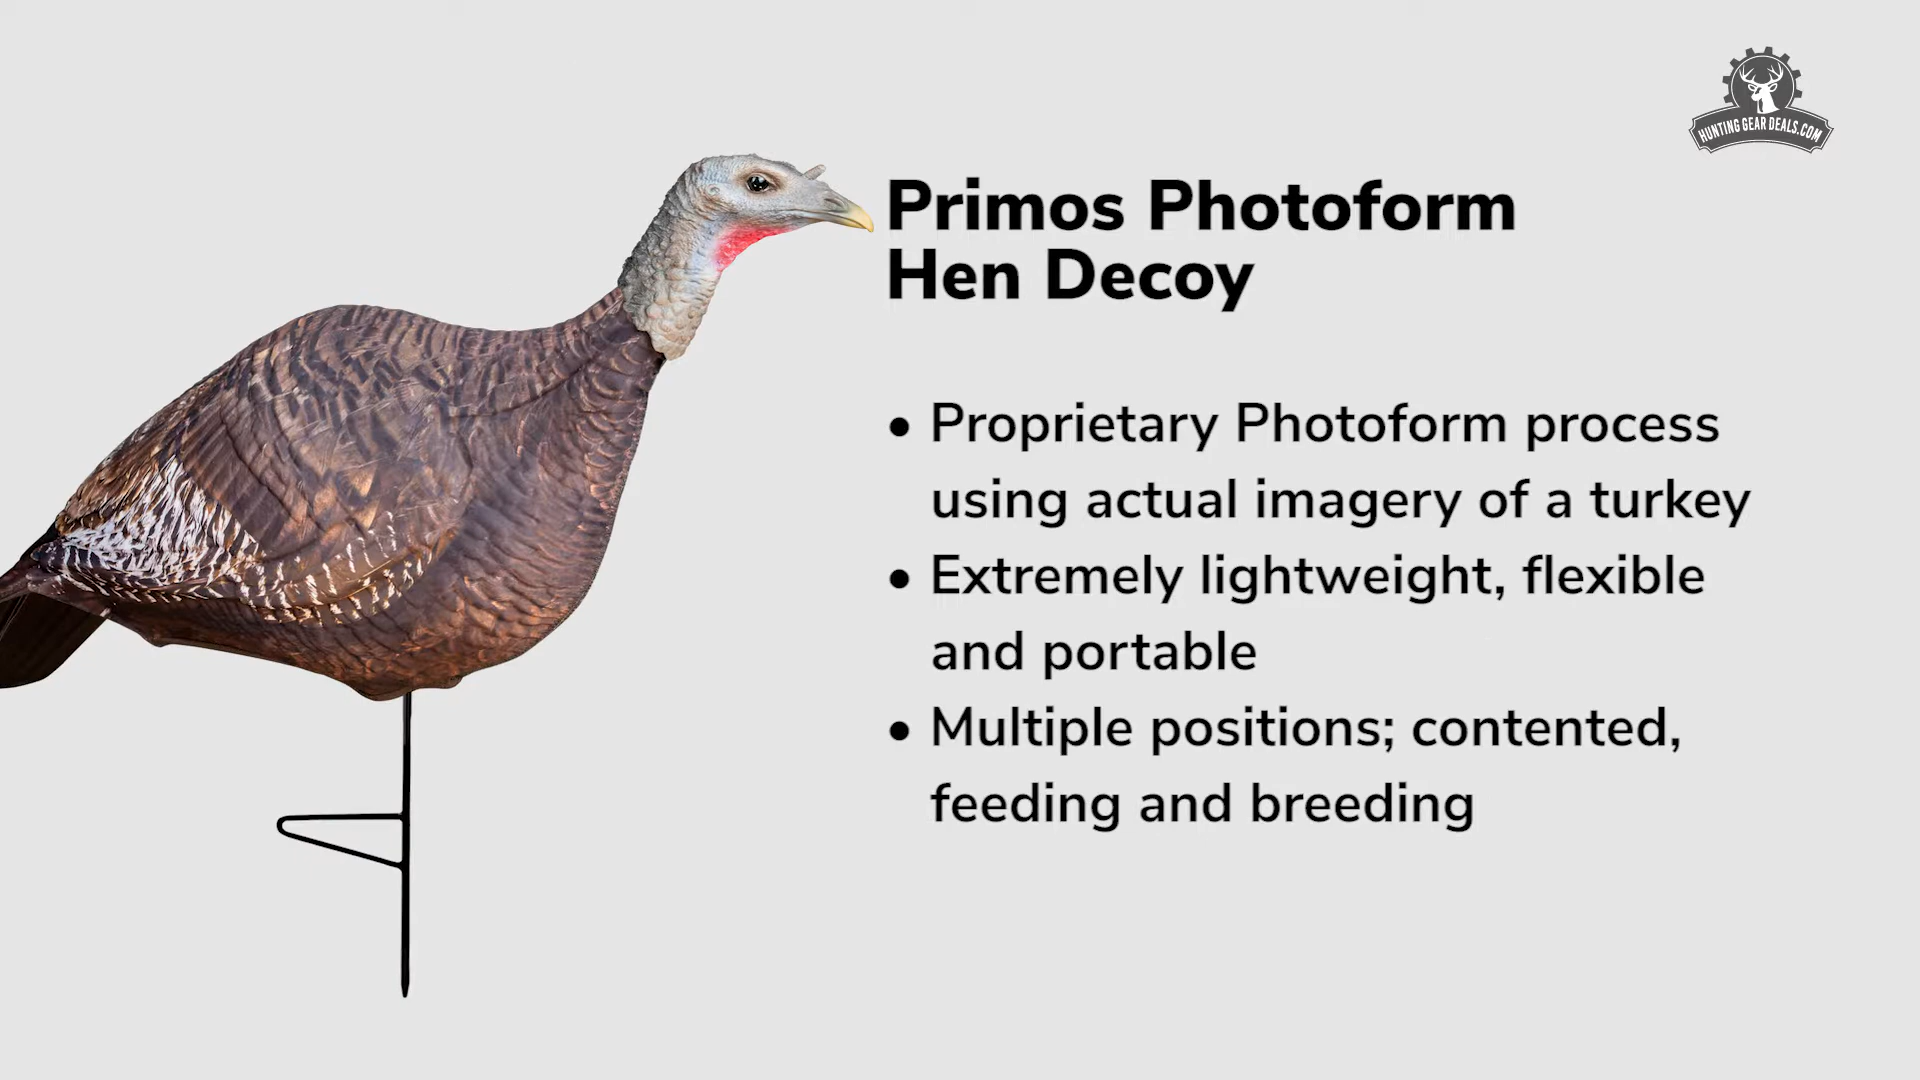 HUNTING GEAR DEALS.COM
Primos Photoform
Hen Decoy
• Proprietary Photoform process
using actual imagery of a turkey
• Extremely lightweight, flexible
and portable
• Multiple positions; contented,
feeding and breeding